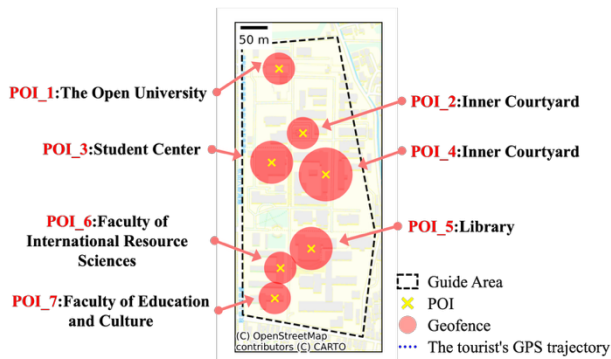 50 m
POI_1:The Open University
POI_2:Inner Courtyard
POI_3:Student Center
POI_4:Inner Courtyard
POI_6:Faculty of
International Resource
Sciences
POI_5:Library
POI_7:Faculty of Education
and Culture
Guide Area
POI
Geofence
The tourist's GPS trajectory
(C) OpenStreetMap
contributors (C) CARTO